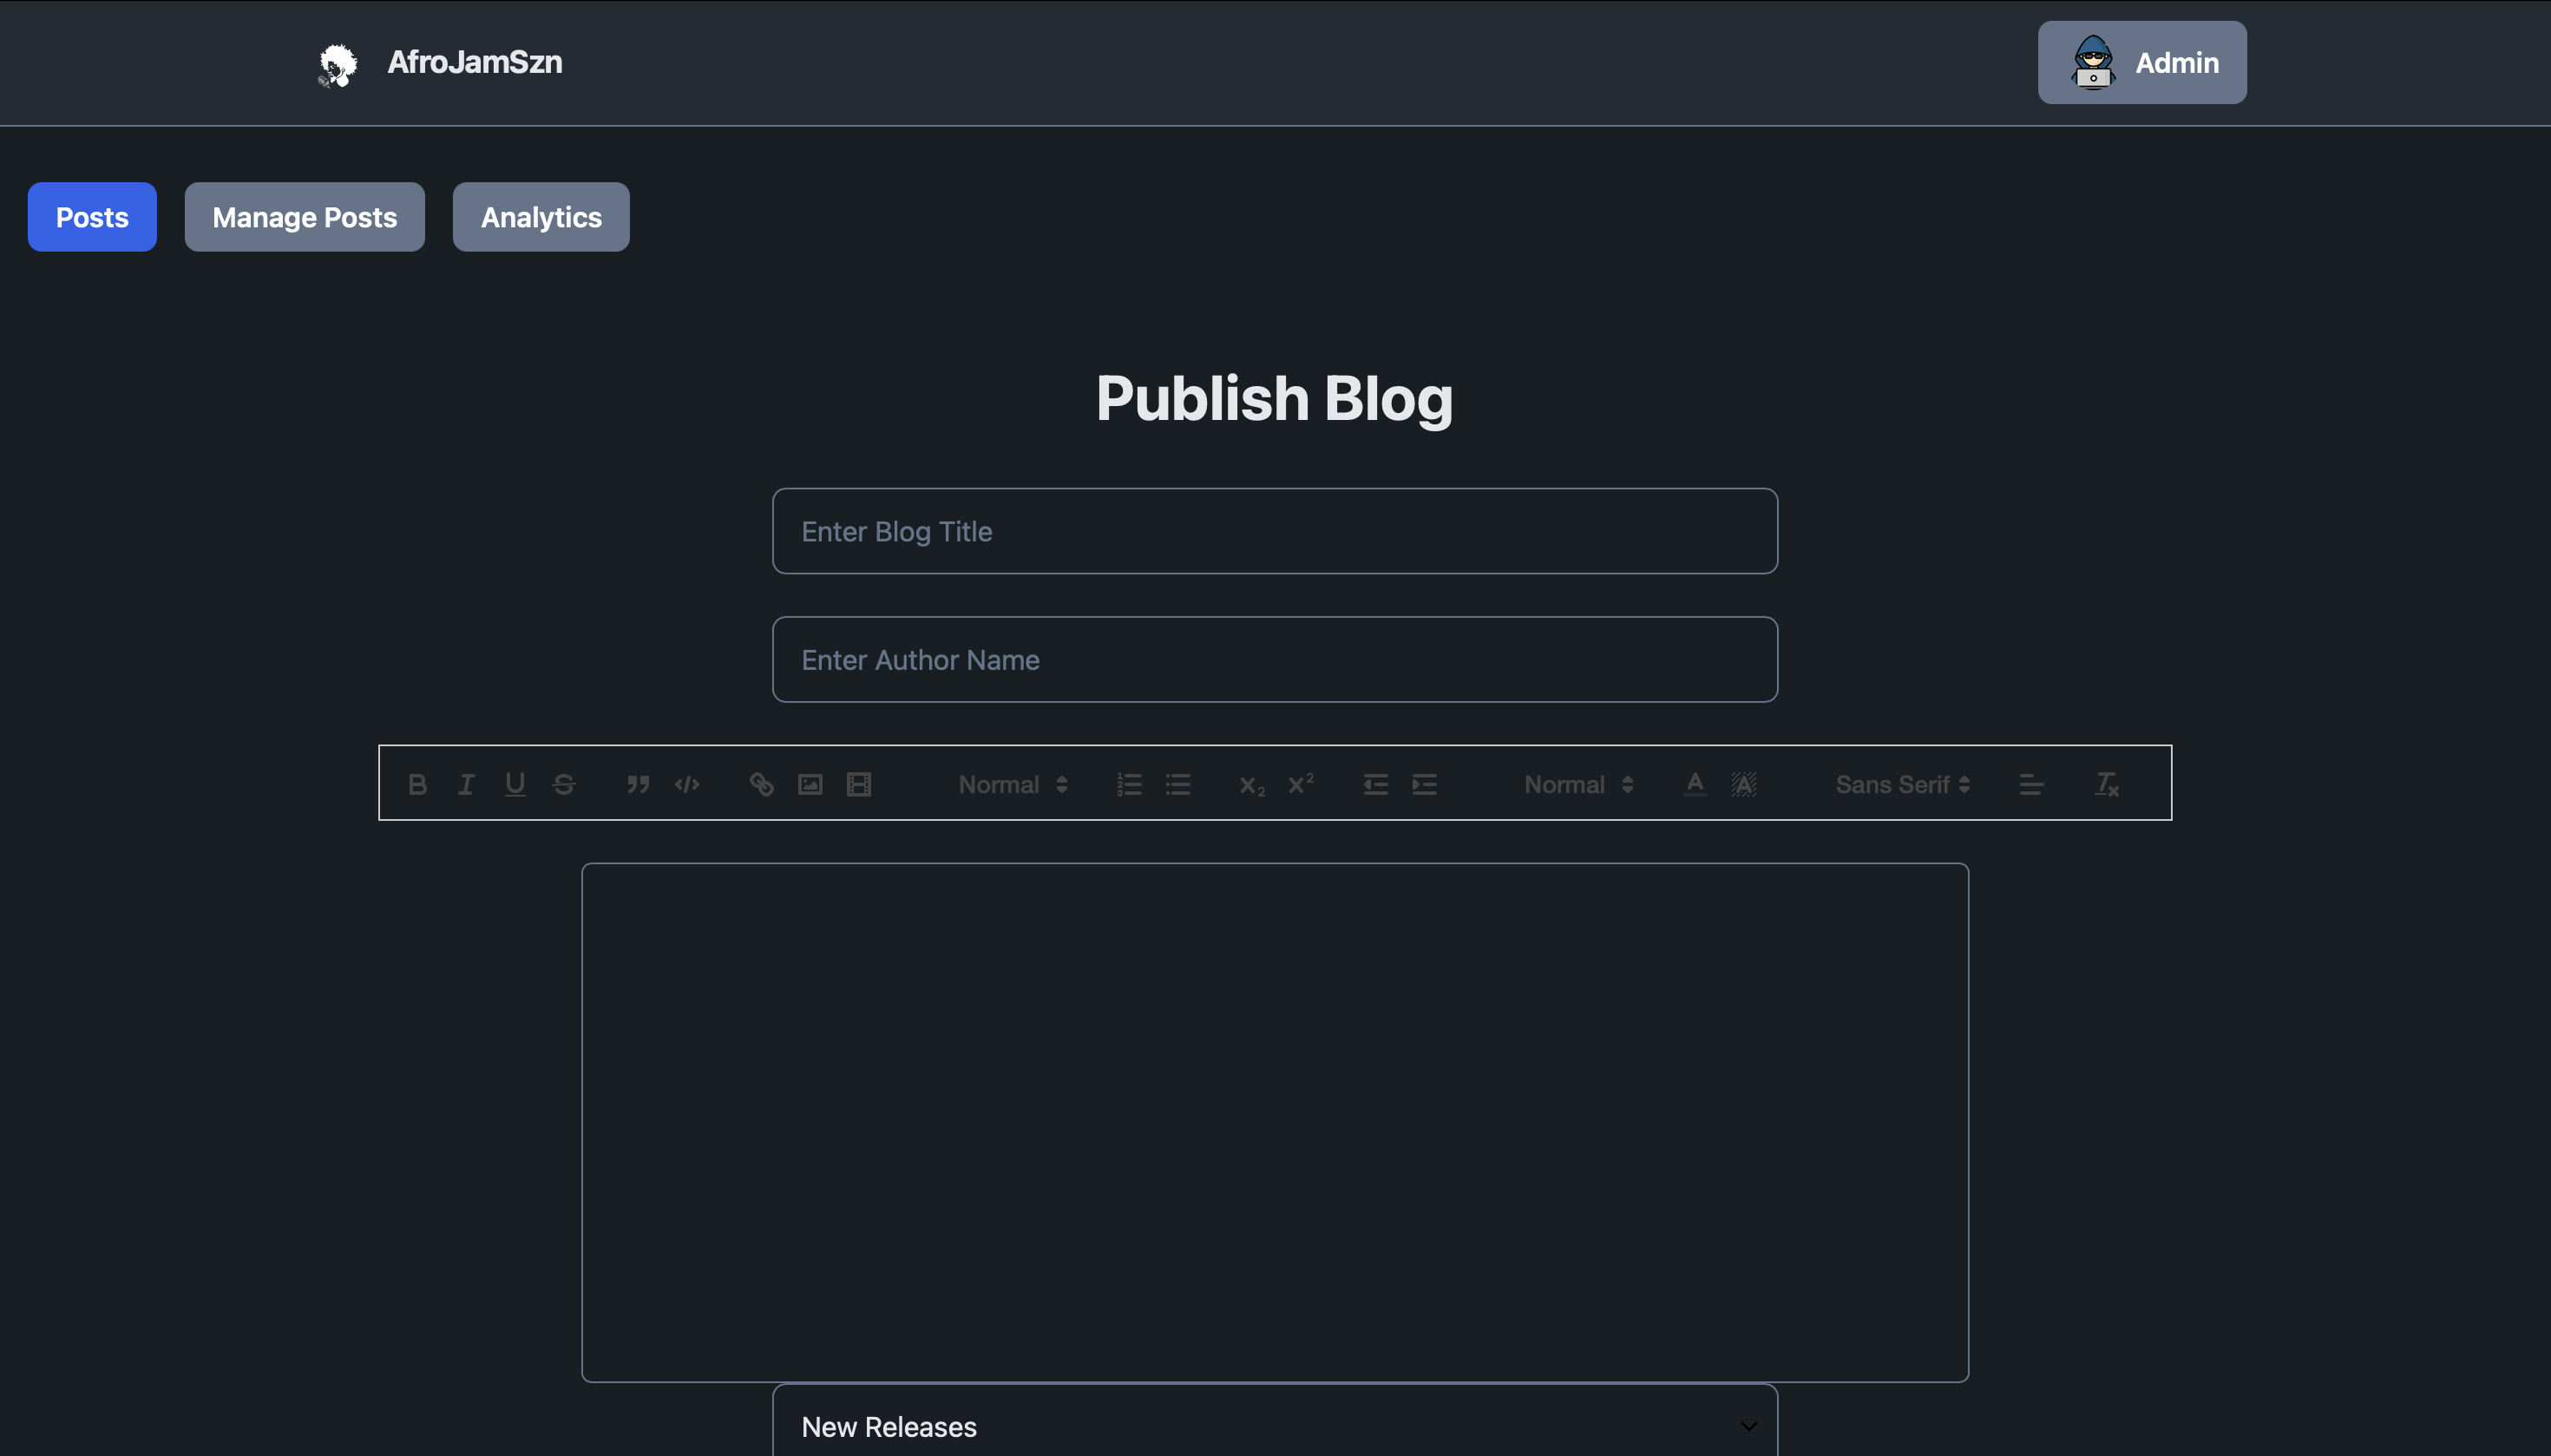 AfroJamSzn
Admin
Posts Manage Posts Analytics
Publish Blog
Enter Blog Title
Enter Author Name
Normal Normal Sans Serif
New Releases